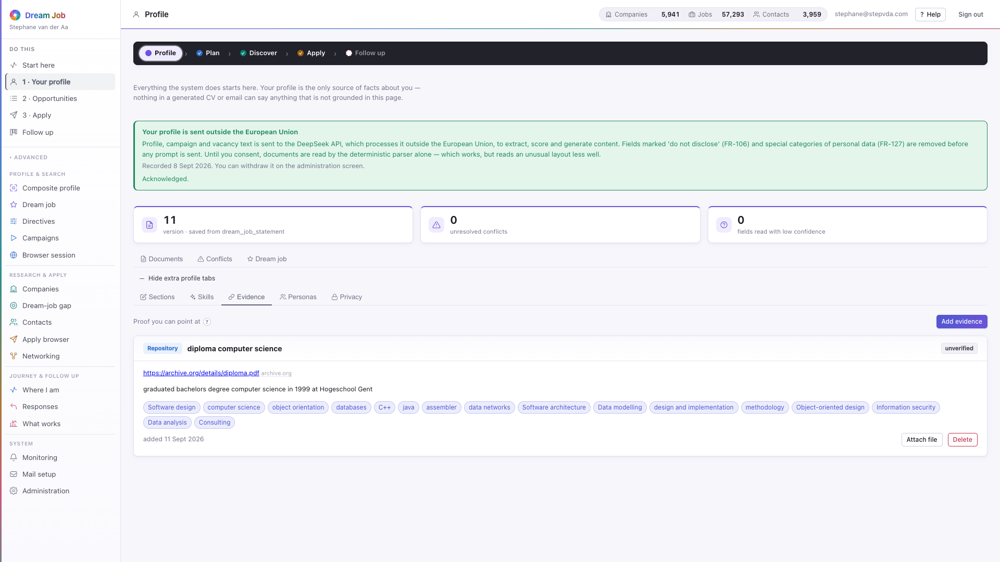 Dream Job
Stephane van der Aa
DO THIS
Start here
1 · Your profile
2 · Opportunities
3 · Apply
Follow up
ADVANCED
PROFILE & SEARCH
Composite profile
Dream job
Directives
Campaigns
Browser session
RESEARCH & APPLY
Companies
Dream-job gap
Contacts
Apply browser
Networking
JOURNEY & FOLLOW UP
Where I am
Responses
What works
SYSTEM
Monitoring
Mail setup
Administration
Profile
Companies 5,941 Jobs 57,293 Contacts 3,959
stephane@stepvda.com
? Help
Sign out
Profile › Plan › Discover › Apply › Follow up
Everything the system does starts here. Your profile is the only source of facts about you —
nothing in a generated CV or email can say anything that is not grounded in this page.
Your profile is sent outside the European Union
Profile, campaign and vacancy text is sent to the DeepSeek API, which processes it outside the European Union, to extract, score and generate content. Fields marked 'do not disclose' (FR-106) and special categories of personal data (FR-127) are removed before
any prompt is sent. Until you consent, documents are read by the deterministic parser alone — which works, but reads an unusual layout less well.
Recorded 8 Sept 2026. You can withdraw it on the administration screen.
Acknowledged.
11
version · saved from dream_job_statement
0
unresolved conflicts
0
fields read with low confidence
Documents Conflicts Dream job
— Hide extra profile tabs
Sections Skills Evidence Personas Privacy
Proof you can point at ?
Add evidence
Repository diploma computer science
unverified
https://archive.org/details/diploma.pdf archive.org
graduated bachelors degree computer science in 1999 at Hogeschool Gent
Software design computer science object orientation databases C++ java assembler data networks Software architecture Data modelling design and implementation methodology Object-oriented design Information security
Data analysis Consulting
added 11 Sept 2026
Attach file
Delete